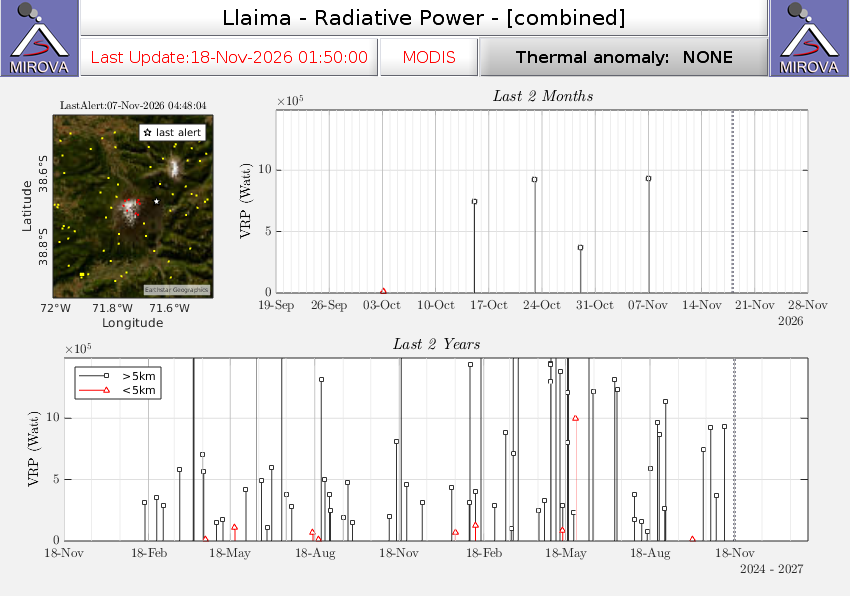 Llaima - Radiative Power - [combined]
MIROVA
Last Update:18-Nov-2026 01:50:00
MODIS
Thermal anomaly: NONE
MIROVA
LastAlert:07-Nov-2026 04:48:04
last alert
Latitude
38.6°S
38.8°S
Earthstar Geographics
72°W
71.8°W
71.6°W
Longitude
Last 2 Months
×10⁵
VRP (Watt)
10
5
0
19-Sep
26-Sep
03-Oct
10-Oct
17-Oct
24-Oct
31-Oct
07-Nov
14-Nov
21-Nov
28-Nov
2026
Last 2 Years
×10⁵
>5km
<5km
VRP (Watt)
10
5
0
18-Nov
18-Feb
18-May
18-Aug
18-Nov
18-Feb
18-May
18-Aug
18-Nov
2024 - 2027